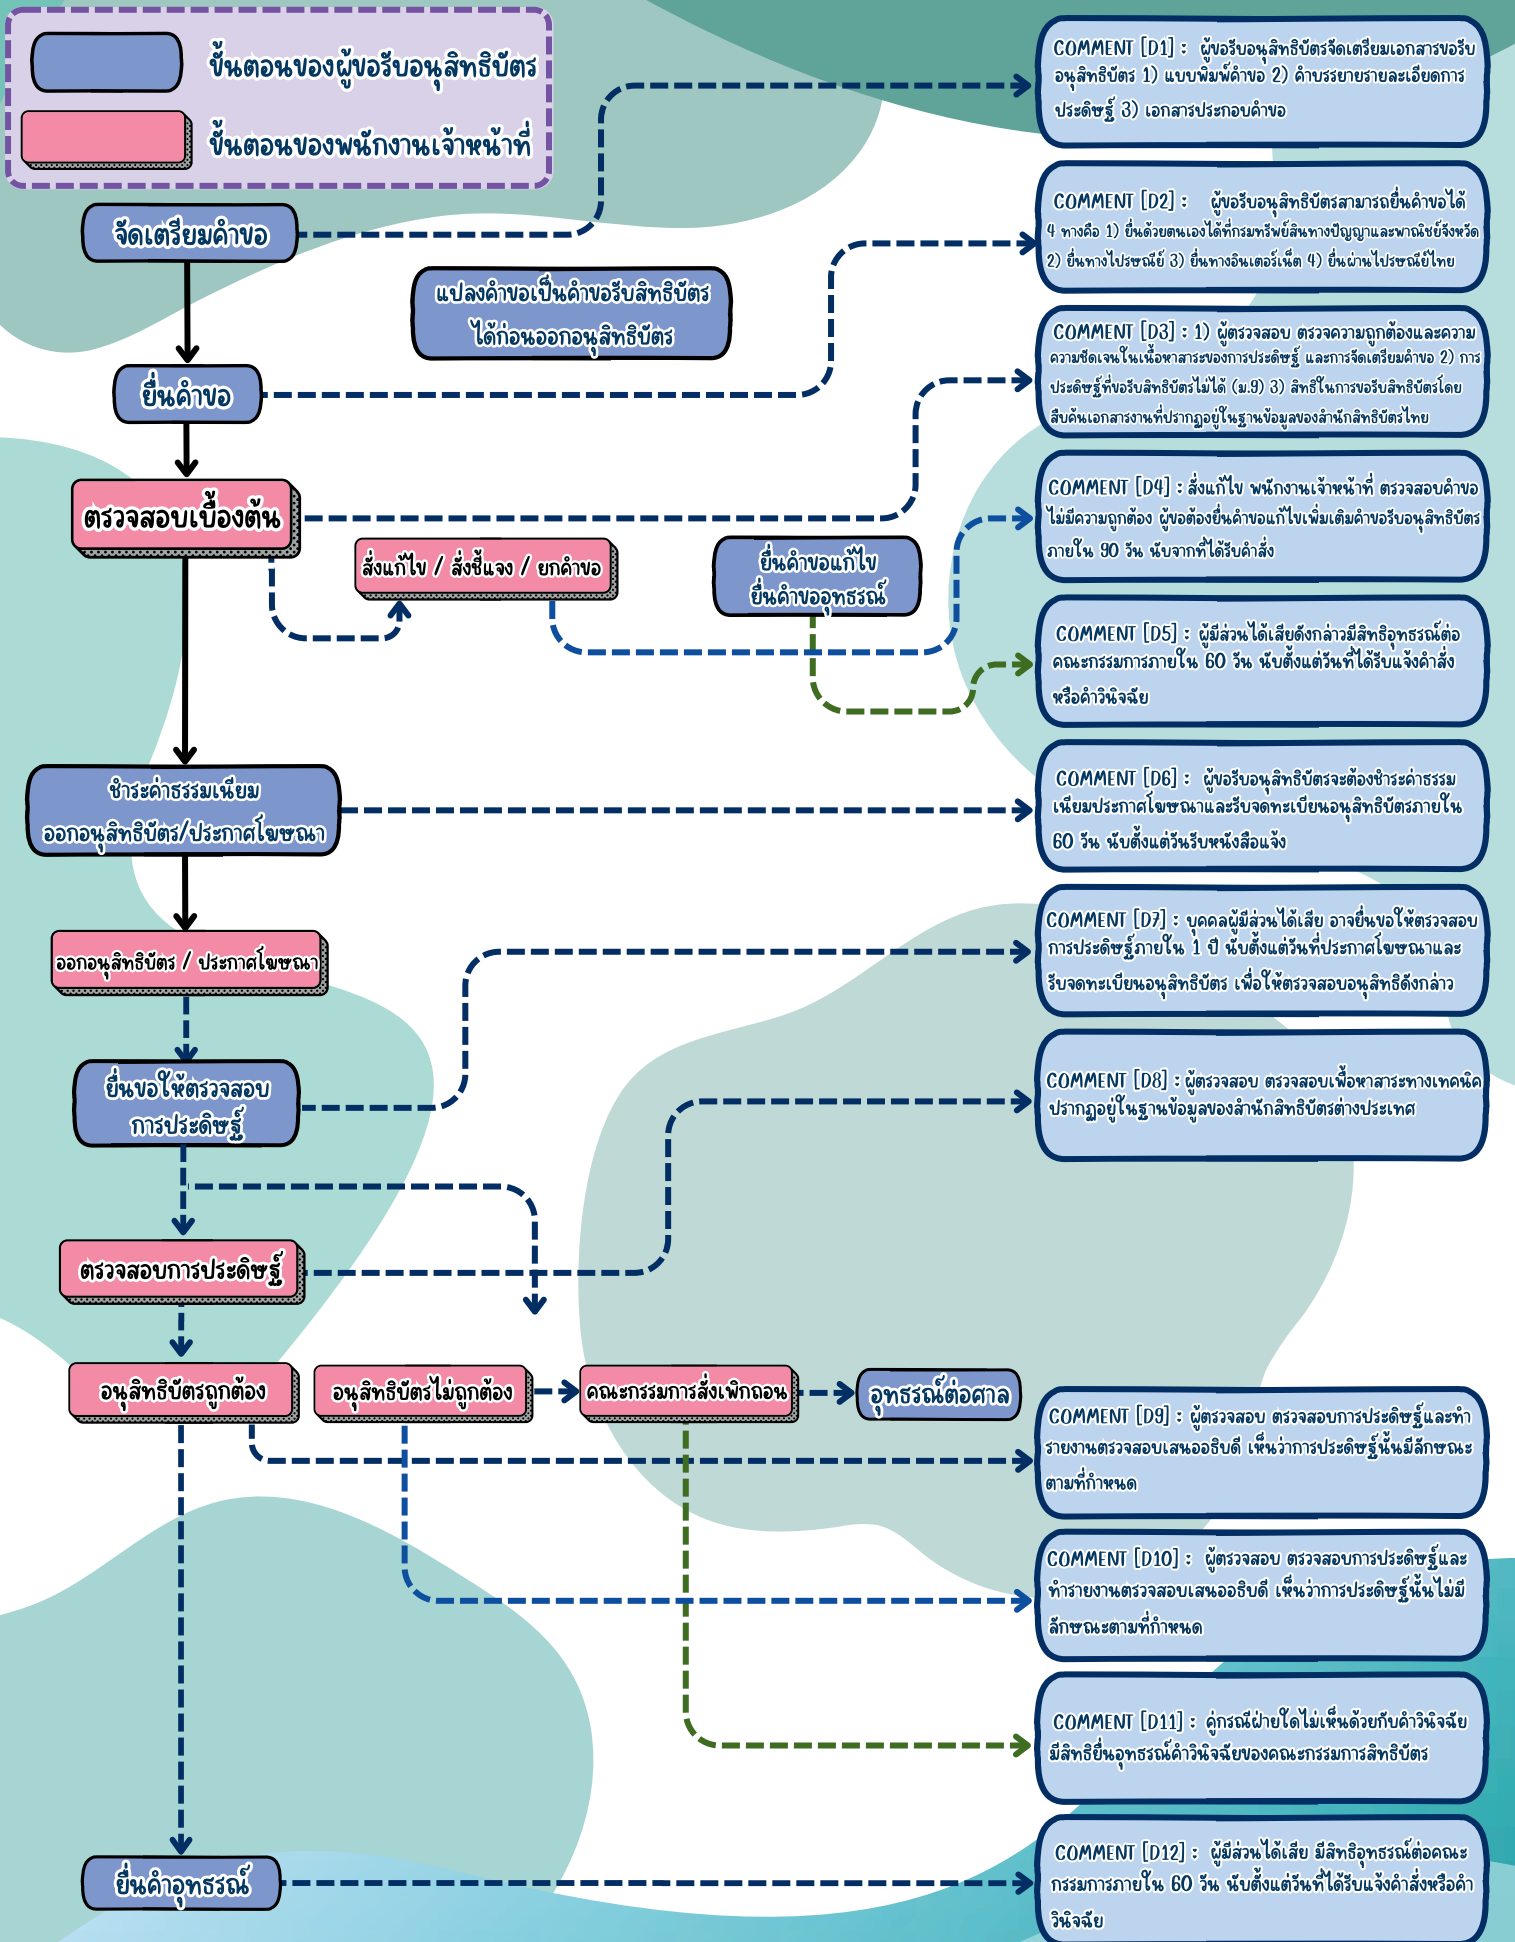 ขั้นตอนของผู้ขอรับอนุสิทธิบัตร
ขั้นตอนของพนักงานเจ้าหน้าที่
จัดเตรียมคำขอ
แปลงคำขอเป็นคำขอรับสิทธิบัตร
ได้ก่อนออกอนุสิทธิบัตร
ยื่นคำขอ
ตรวจสอบเบื้องต้น
สั่งแก้ไข / สั่งชี้แจง / ยกคำขอ
ยื่นคำขอแก้ไข
ยื่นคำขออุทธรณ์
ชำระค่าธรรมเนียม
ออกอนุสิทธิบัตร/ประกาศโฆษณา
ออกอนุสิทธิบัตร / ประกาศโฆษณา
ยื่นขอให้ตรวจสอบ
การประดิษฐ์
ตรวจสอบการประดิษฐ์
อนุสิทธิบัตรถูกต้อง
อนุสิทธิบัตรไม่ถูกต้อง
คณะกรรมการสั่งเพิกถอน
อุทธรณ์ต่อศาล
ยื่นคำอุทธรณ์
COMMENT [D1] : ผู้ขอรับอนุสิทธิบัตรจัดเตรียมเอกสารขอรับ
อนุสิทธิบัตร 1) แบบพิมพ์คำขอ 2) คำบรรยายรายละเอียดการ
ประดิษฐ์ 3) เอกสารประกอบคำขอ
COMMENT [D2] : ผู้ขอรับอนุสิทธิบัตรสามารถยื่นคำขอได้
4 ทางคือ 1) ยื่นด้วยตนเองได้ที่กรมทรัพย์สินทางปัญญาและพาณิชย์จังหวัด
2) ยื่นทางไปรษณีย์ 3) ยื่นทางอินเตอร์เน็ต 4) ยื่นผ่านไปรษณีย์ไทย
COMMENT [D3] : 1) ผู้ตรวจสอบ ตรวจความถูกต้องและความ
ความชัดเจนในเนื้อหาสาระของการประดิษฐ์ และการจัดเตรียมคำขอ 2) การ
ประดิษฐ์ที่ขอรับสิทธิบัตรไม่ได้ (ม.9) 3) สิทธิในการขอรับสิทธิบัตรโดย
สืบค้นเอกสารงานที่ปรากฏอยู่ในฐานข้อมูลของสำนักสิทธิบัตรไทย
COMMENT [D4] : สั่งแก้ไข พนักงานเจ้าหน้าที่ ตรวจสอบคำขอ
ไม่มีความถูกต้อง ผู้ขอต้องยื่นคำขอแก้ไขเพิ่มเติมคำขอรับอนุสิทธิบัตร
ภายใน 90 วัน นับจากที่ได้รับคำสั่ง
COMMENT [D5] : ผู้มีส่วนได้เสียดังกล่าวมีสิทธิอุทธรณ์ต่อ
คณะกรรมการภายใน 60 วัน นับตั้งแต่วันที่ได้รับแจ้งคำสั่ง
หรือคำวินิจฉัย
COMMENT [D6] : ผู้ขอรับอนุสิทธิบัตรจะต้องชำระค่าธรรม
เนียมประกาศโฆษณาและรับจดทะเบียนอนุสิทธิบัตรภายใน
60 วัน นับตั้งแต่วันรับหนังสือแจ้ง
COMMENT [D7] : บุคคลผู้มีส่วนได้เสีย อาจยื่นขอให้ตรวจสอบ
การประดิษฐ์ภายใน 1 ปี นับตั้งแต่วันที่ประกาศโฆษณาและ
รับจดทะเบียนอนุสิทธิบัตร เพื่อให้ตรวจสอบอนุสิทธิดังกล่าว
COMMENT [D8] : ผู้ตรวจสอบ ตรวจสอบเพื้อหาสาระทางเทคนิค
ปรากฏอยู่ในฐานข้อมูลของสำนักสิทธิบัตรต่างประเทศ
COMMENT [D9] : ผู้ตรวจสอบ ตรวจสอบการประดิษฐ์และทำ
รายงานตรวจสอบเสนออธิบดี เห็นว่าการประดิษฐ์นั้นมีลักษณะ
ตามที่กำหนด
COMMENT [D10] : ผู้ตรวจสอบ ตรวจสอบการประดิษฐ์และ
ทำรายงานตรวจสอบเสนออธิบดี เห็นว่าการประดิษฐ์นั้นไม่มี
ลักษณะตามที่กำหนด
COMMENT [D11] : คู่กรณีฝ่ายใดไม่เห็นด้วยกับคำวินิจฉัย
มีสิทธิยื่นอุทธรณ์คำวินิจฉัยของคณะกรรมการสิทธิบัตร
COMMENT [D12] : ผู้มีส่วนได้เสีย มีสิทธิอุทธรณ์ต่อคณะ
กรรมการภายใน 60 วัน นับตั้งแต่วันที่ได้รับแจ้งคำสั่งหรือคำ
วินิจฉัย